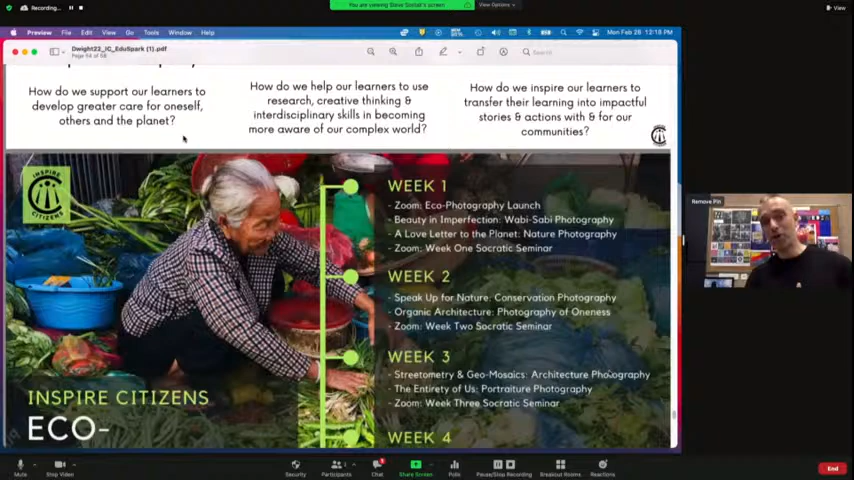 Recording...
You are viewing Steve Sostak's screen
View Options
View
Preview File Edit View Go Tools Window Help
Mon Feb 28 12:18 PM
Dwight22_IC_EduSpark (1).pdf
Page 54 of 58
Search
How do we support our learners to
develop greater care for oneself,
others and the planet?
How do we help our learners to use
research, creative thinking &
interdisciplinary skills in becoming
more aware of our complex world?
How do we inspire our learners to
transfer their learning into impactful
stories & actions with & for our
communities?
INSPIRE
CITIZENS
WEEK 1
- Zoom: Eco-Photography Launch
- Beauty in Imperfection: Wabi-Sabi Photography
- A Love Letter to the Planet: Nature Photography
- Zoom: Week One Socratic Seminar
WEEK 2
- Speak Up for Nature: Conservation Photography
- Organic Architecture: Photography of Oneness
- Zoom: Week Two Socratic Seminar
WEEK 3
- Streetometry & Geo-Mosaics: Architecture Photography
- The Entirety of Us: Portraiture Photography
- Zoom: Week Three Socratic Seminar
WEEK 4
INSPIRE CITIZENS
ECO-
Remove Pin
Mute
Stop Video
Security
Participants
Chat
Share Screen
Polls
Pause/Stop Recording
Breakout Rooms
Reactions
End